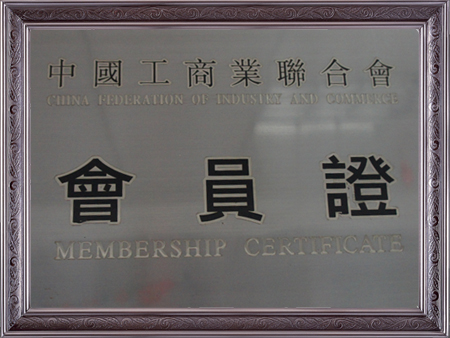 中國工商業聯合會
CHINA FEDERATION OF INDUSTRY AND COMMERCE
會員證
MEMBERSHIP CERTIFICATE